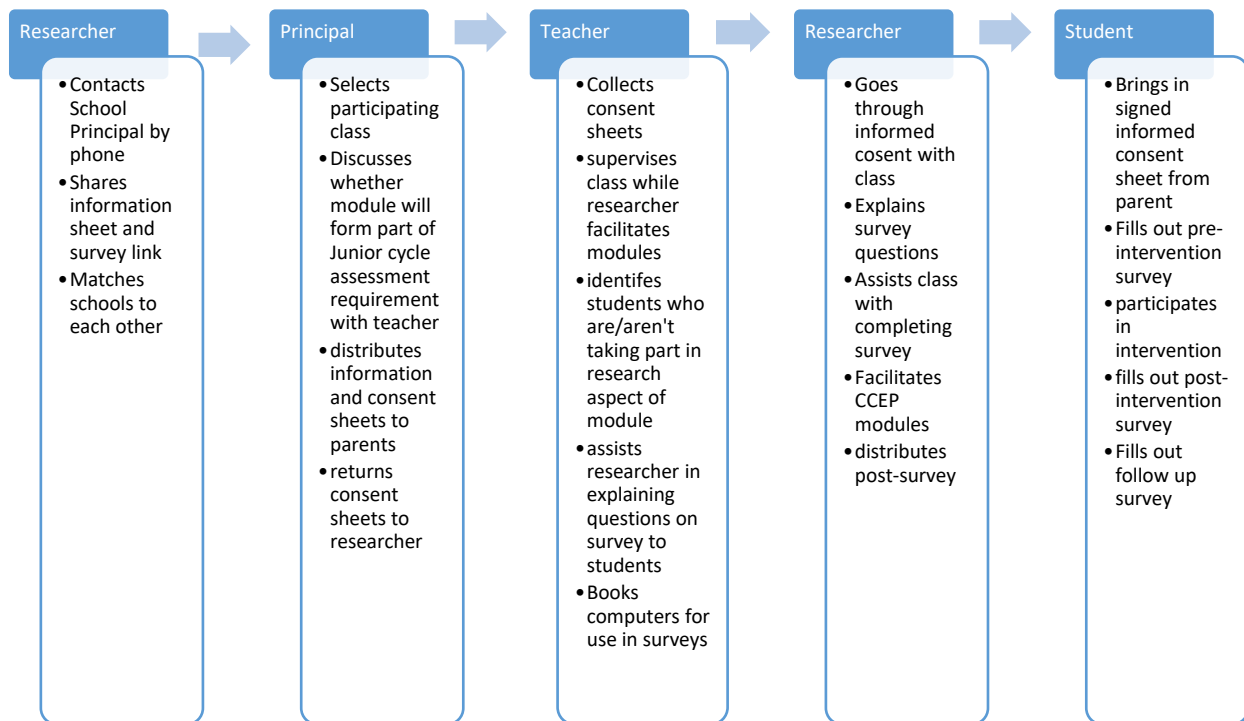 Researcher
•Contacts
School
Principal by
phone
•Shares
information
sheet and
survey link
•Matches
schools to
each other
Principal
•Selects
participating
class
•Discusses
whether
module will
form part of
Junior cycle
assessment
requirement
with teacher
•distributes
information
and consent
sheets to
parents
•returns
consent
sheets to
researcher
Teacher
•Collects
consent
sheets
•supervises
class while
researcher
facilitates
modules
•identifes
students who
are/aren't
taking part in
research
aspect of
module
•assists
researcher in
explaining
questions on
survey to
students
•Books
computers for
use in surveys
Researcher
•Goes
through
informed
cosent with
class
•Explains
survey
questions
•Assists class
with
completing
survey
•Facilitates
CCEP
modules
•distributes
post-survey
Student
•Brings in
signed
informed
consent
sheet from
parent
•Fills out pre-
intervention
survey
•participates
in
intervention
•fills out post-
intervention
survey
•Fills out
follow up
survey